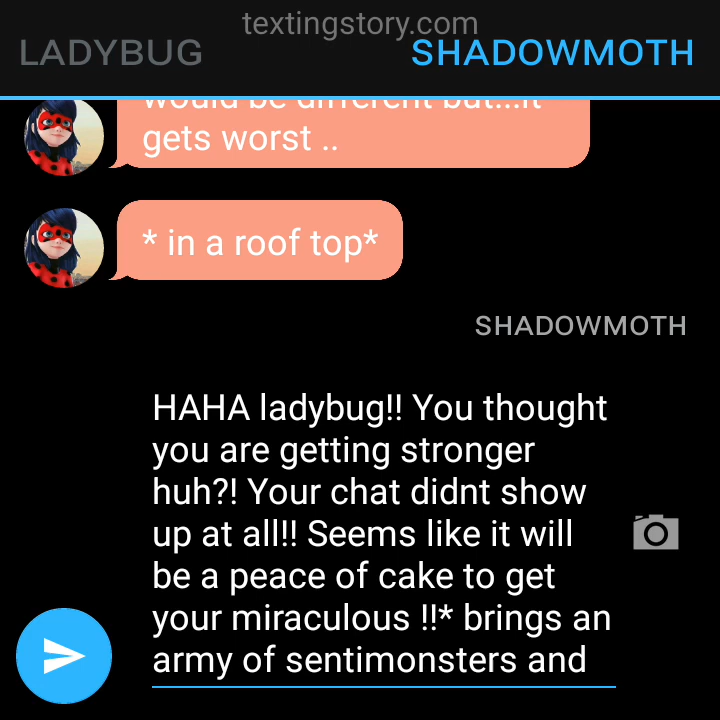 textingstory.com
LADYBUG
SHADOWMOTH
would be different but...it
gets worst ..
* in a roof top*
SHADOWMOTH
HAHA ladybug!! You thought
you are getting stronger
huh?! Your chat didnt show
up at all!! Seems like it will
be a peace of cake to get
your miraculous !!* brings an
army of sentimonsters and